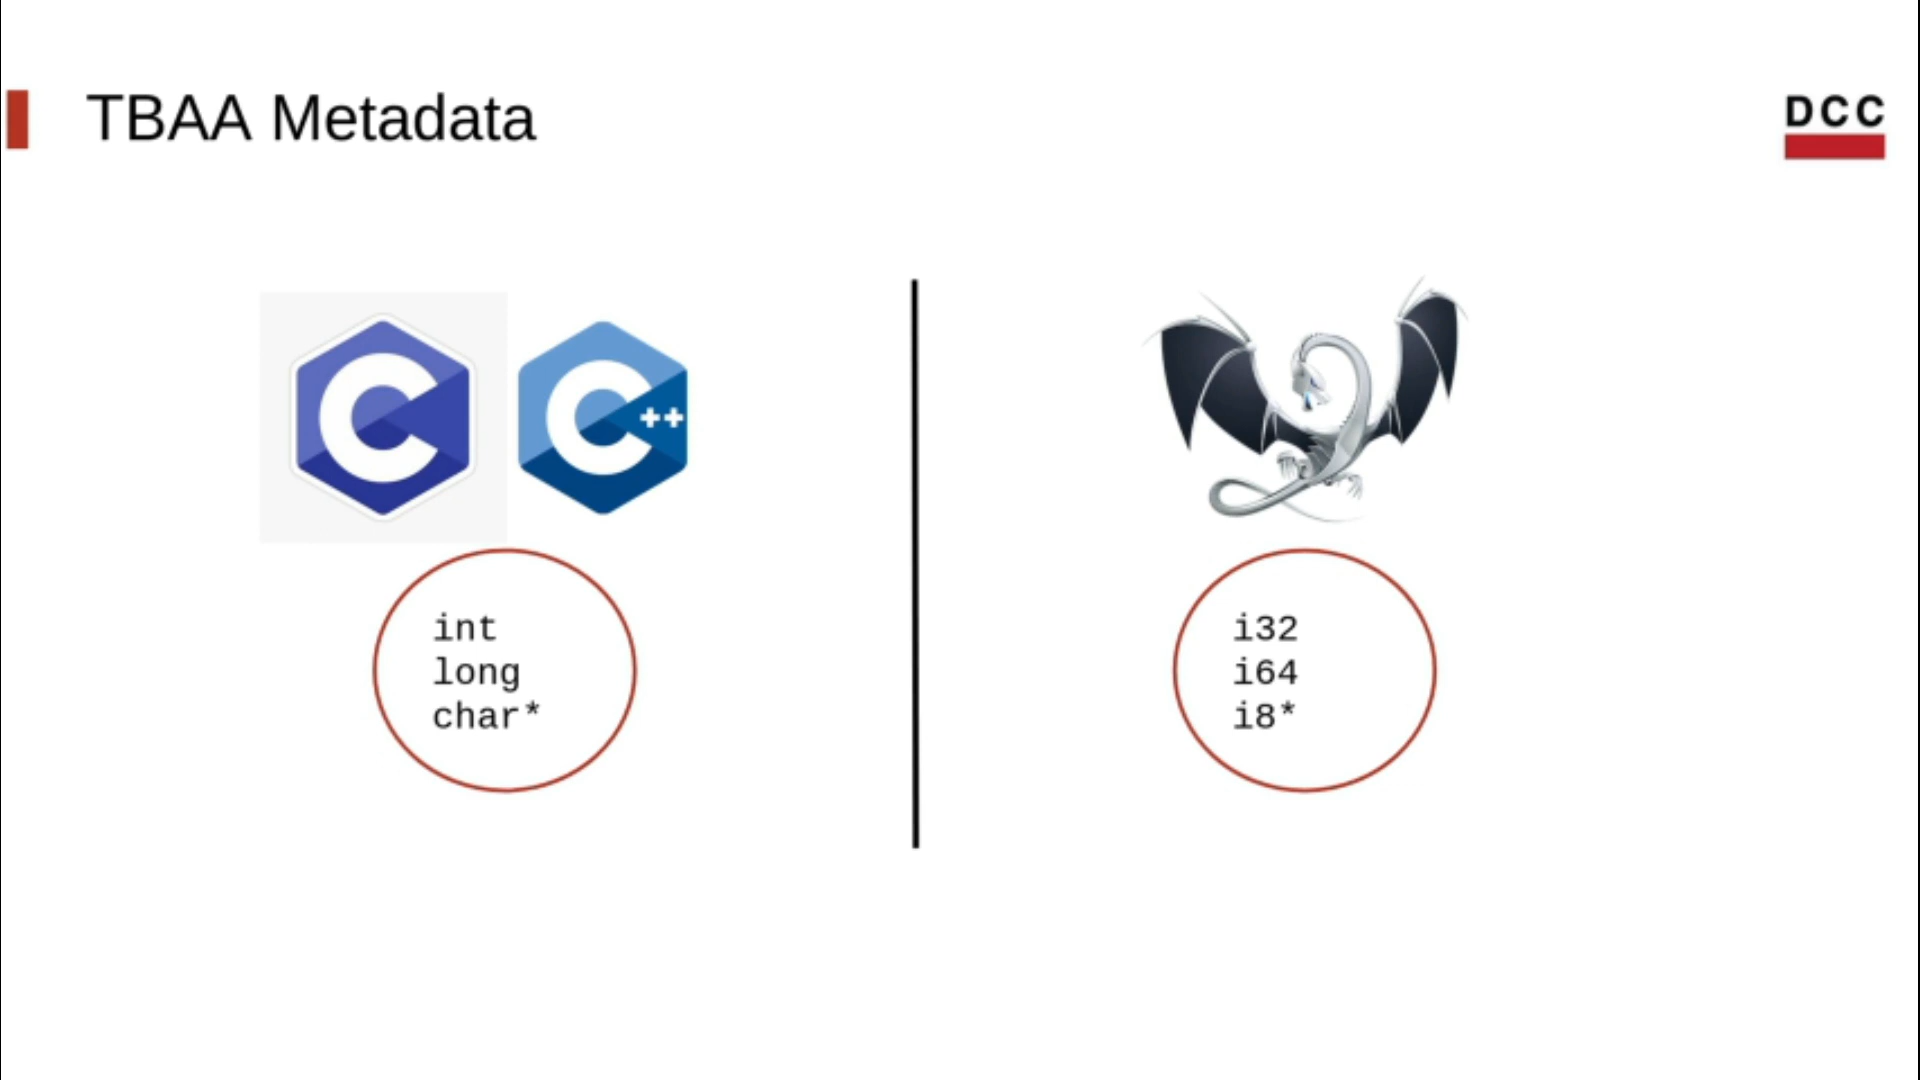 TBAA Metadata
DCC
C
C++
int
long
char*
i32
i64
i8*